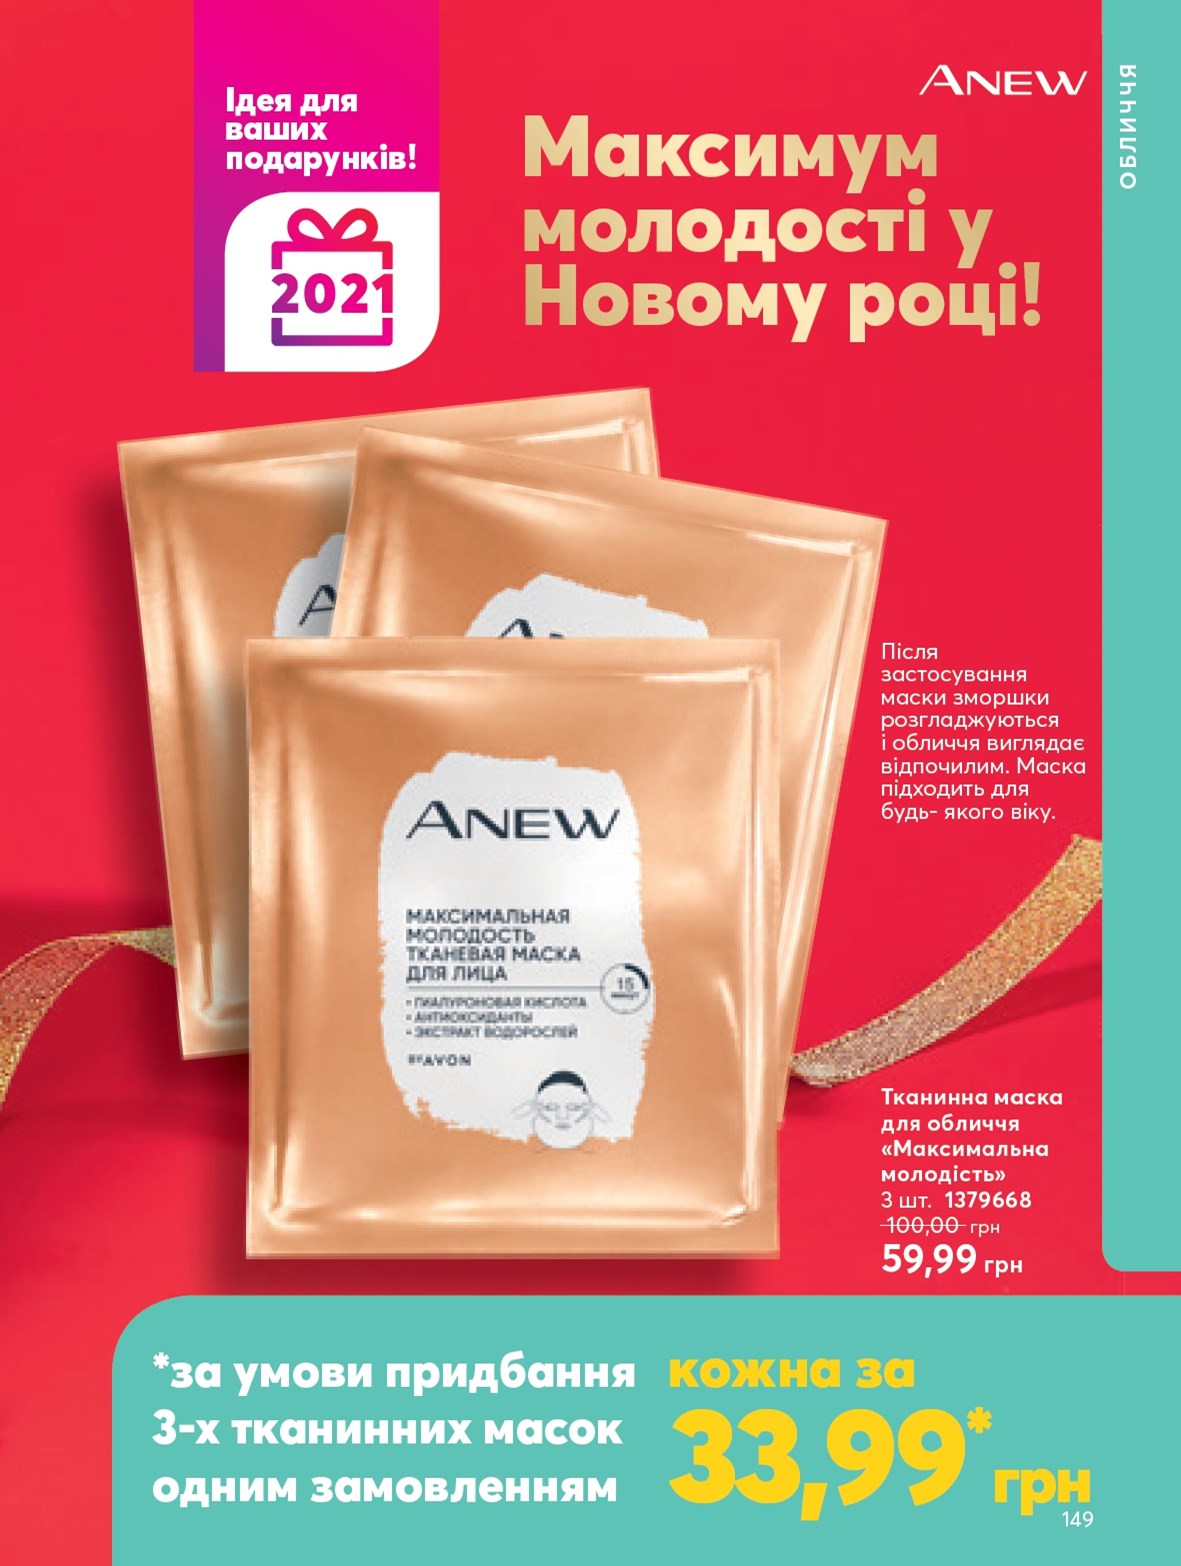 Ідея для
ваших
подарунків!
2021
ANEW
Максимум
молодості у
Новому році!
ОБЛИЧЧЯ
A
ANEW
ANEW
МАКСИМАЛЬНАЯ
МОЛОДОСТЬ
ТКАНЕВАЯ МАСКА
ДЛЯ ЛИЦА
15
МИНУТ
• ГИАЛУРОНОВАЯ КИСЛОТА
• АНТИОКСИДАНТЫ
• ЭКСТРАКТ ВОДОРОСЛЕЙ
BY AVON
Після
застосування
маски зморшки
розгладжуються
і обличчя виглядає
відпочилим. Маска
підходить для
будь- якого віку.
Тканинна маска
для обличчя
«Максимальна
молодість»
3 шт. 1379668
100,00 грн
59,99 грн
*за умови придбання
3-х тканинних масок
одним замовленням
кожна за
33,99* грн
149